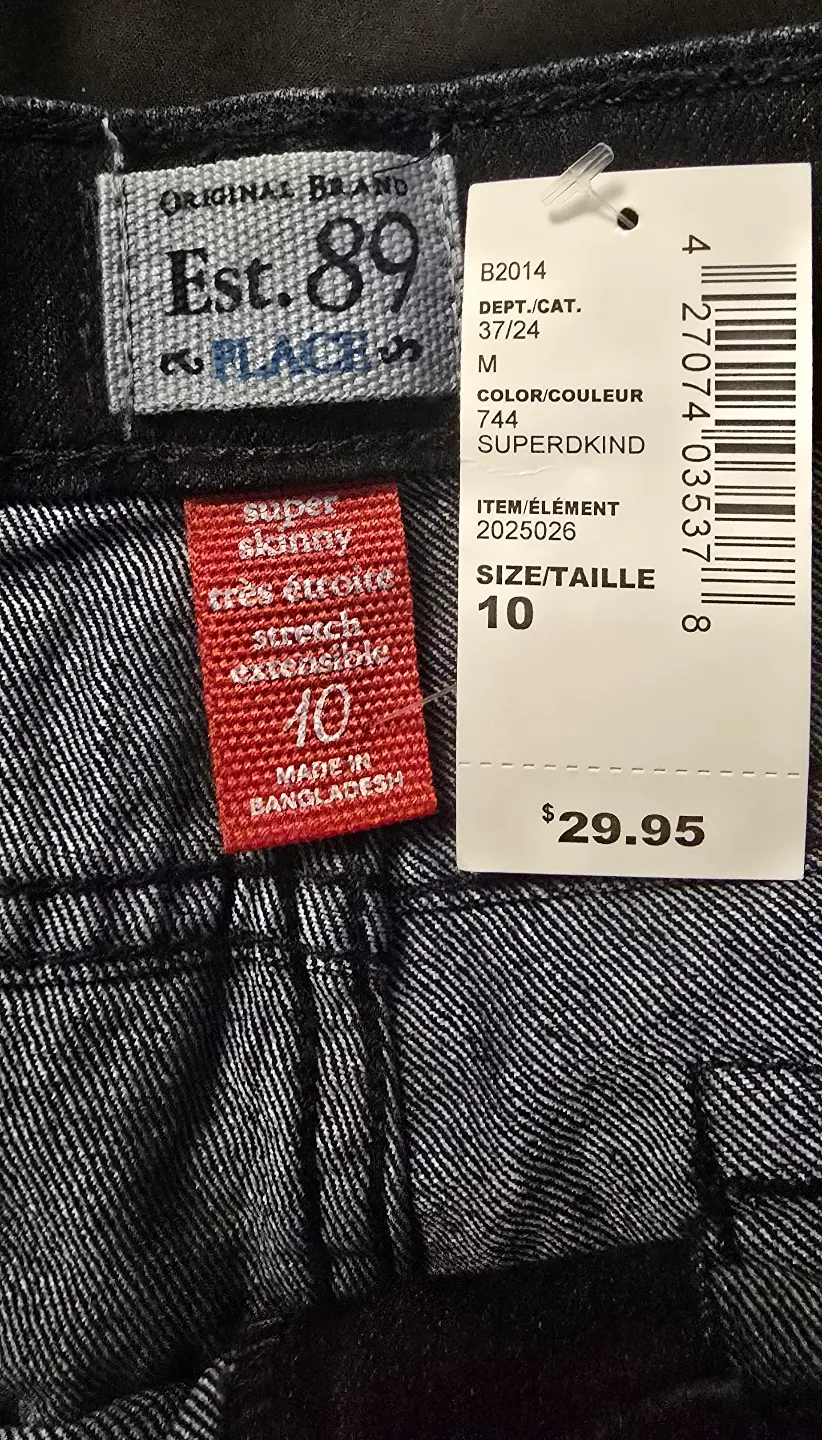 ORIGINAL BRAND
Est. 89
PLACE
super
skinny
très étroite
stretch
extensible
10
MADE IN
BANGLADESH
B2014
DEPT./CAT.
37/24
M
COLOR/COULEUR
744
SUPERDKIND
ITEM/ÉLÉMENT
2025026
SIZE/TAILLE
10
4 27074 03537 8
$29.95